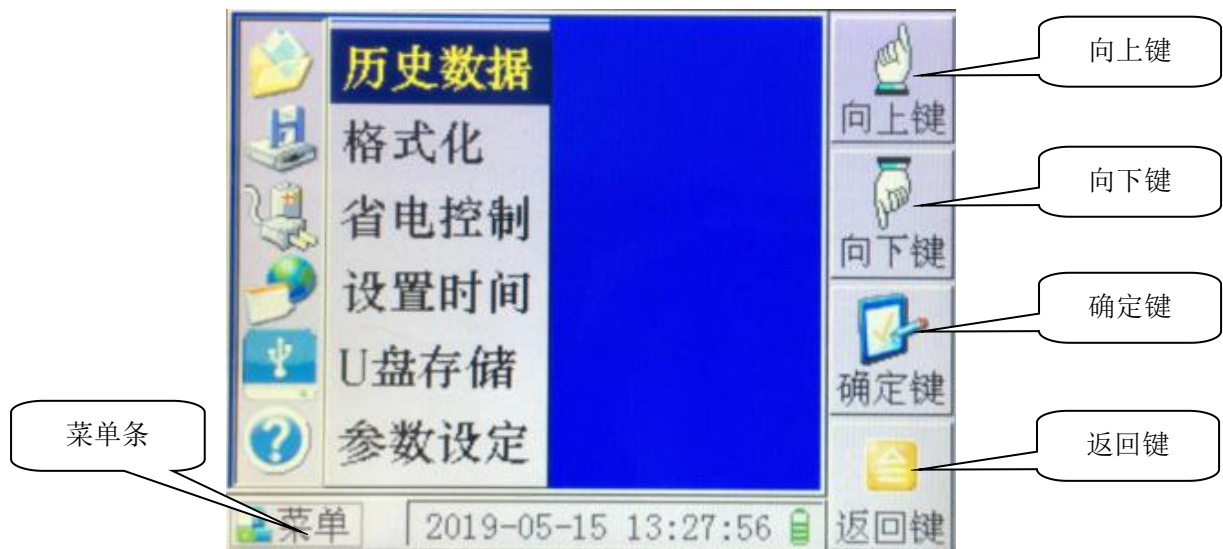 历史数据
格式化
省电控制
设置时间
U盘存储
参数设定
菜单 2019-05-15 13:27:56
向上键
向下键
确定键
返回键
向上键
向下键
确定键
返回键
菜单条